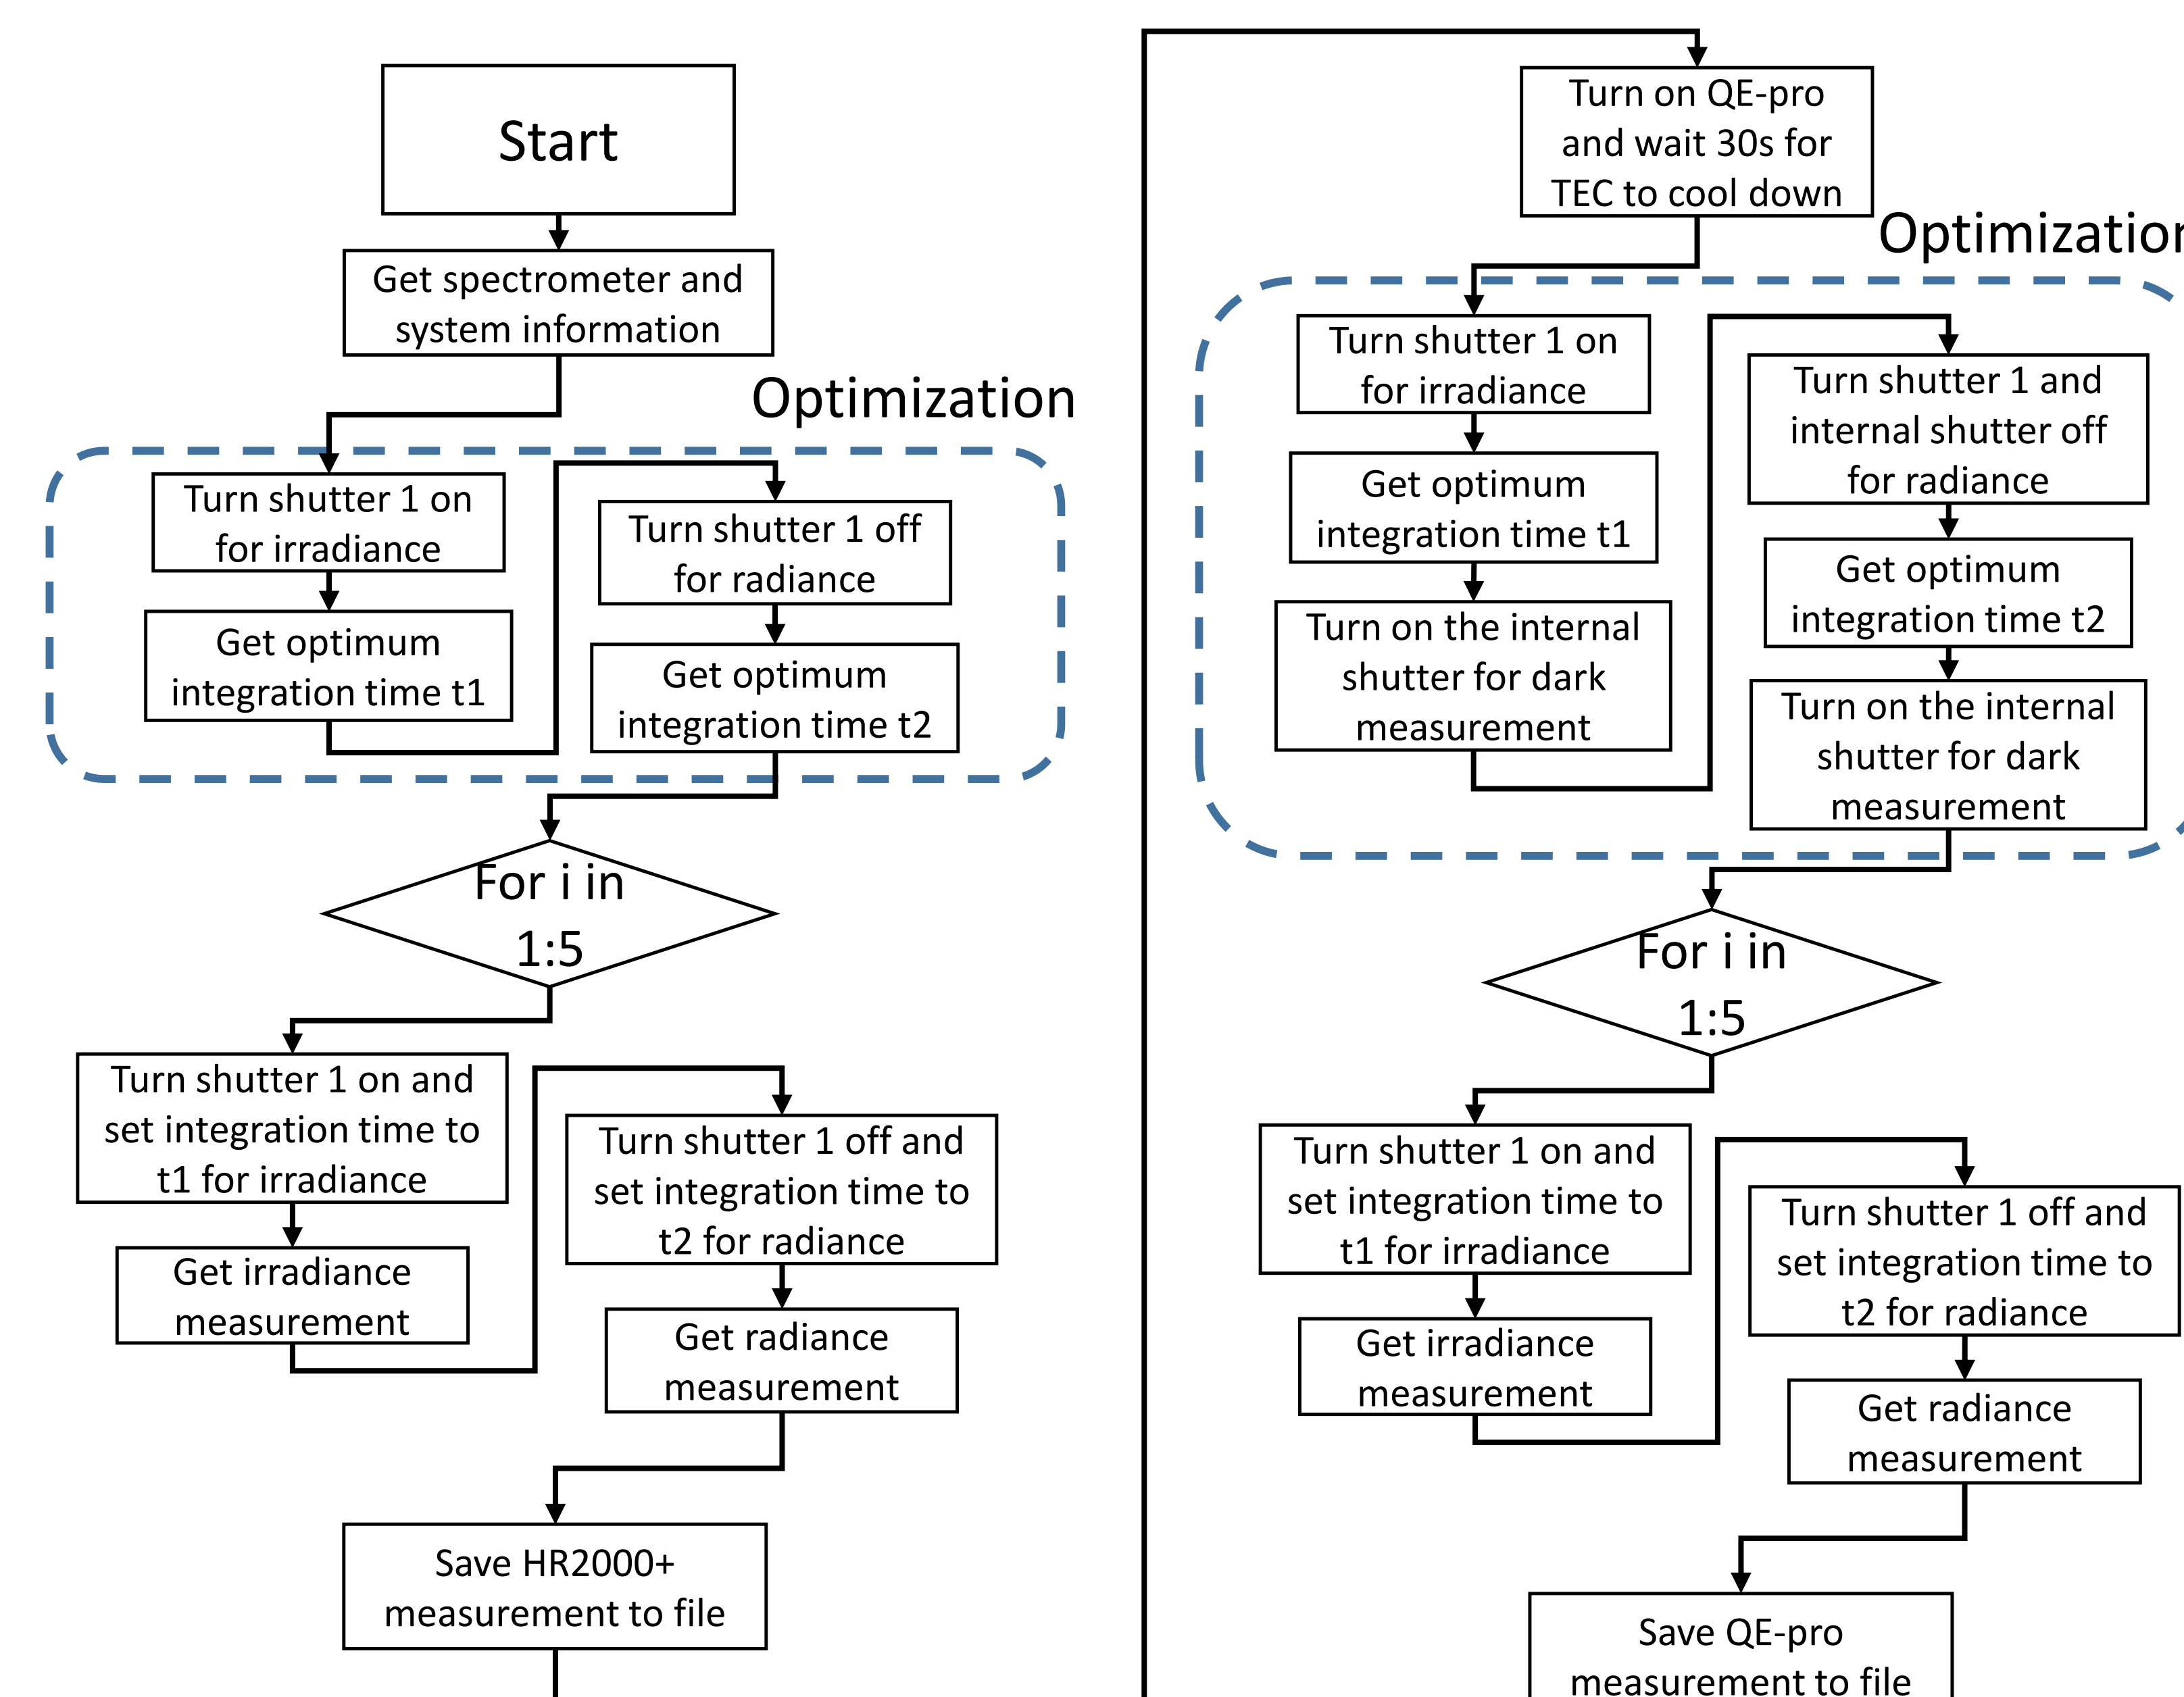 Start
Get spectrometer and
system information
Optimization
Turn shutter 1 on
for irradiance
Get optimum
integration time t1
Turn shutter 1 off
for radiance
Get optimum
integration time t2
For i in
1:5
Turn shutter 1 on and
set integration time to
t1 for irradiance
Get irradiance
measurement
Turn shutter 1 off and
set integration time to
t2 for radiance
Get radiance
measurement
Save HR2000+
measurement to file
Turn on QE-pro
and wait 30s for
TEC to cool down
Optimization
Turn shutter 1 on
for irradiance
Get optimum
integration time t1
Turn on the internal
shutter for dark
measurement
Turn shutter 1 and
internal shutter off
for radiance
Get optimum
integration time t2
Turn on the internal
shutter for dark
measurement
For i in
1:5
Turn shutter 1 on and
set integration time to
t1 for irradiance
Get irradiance
measurement
Turn shutter 1 off and
set integration time to
t2 for radiance
Get radiance
measurement
Save QE-pro
measurement to file